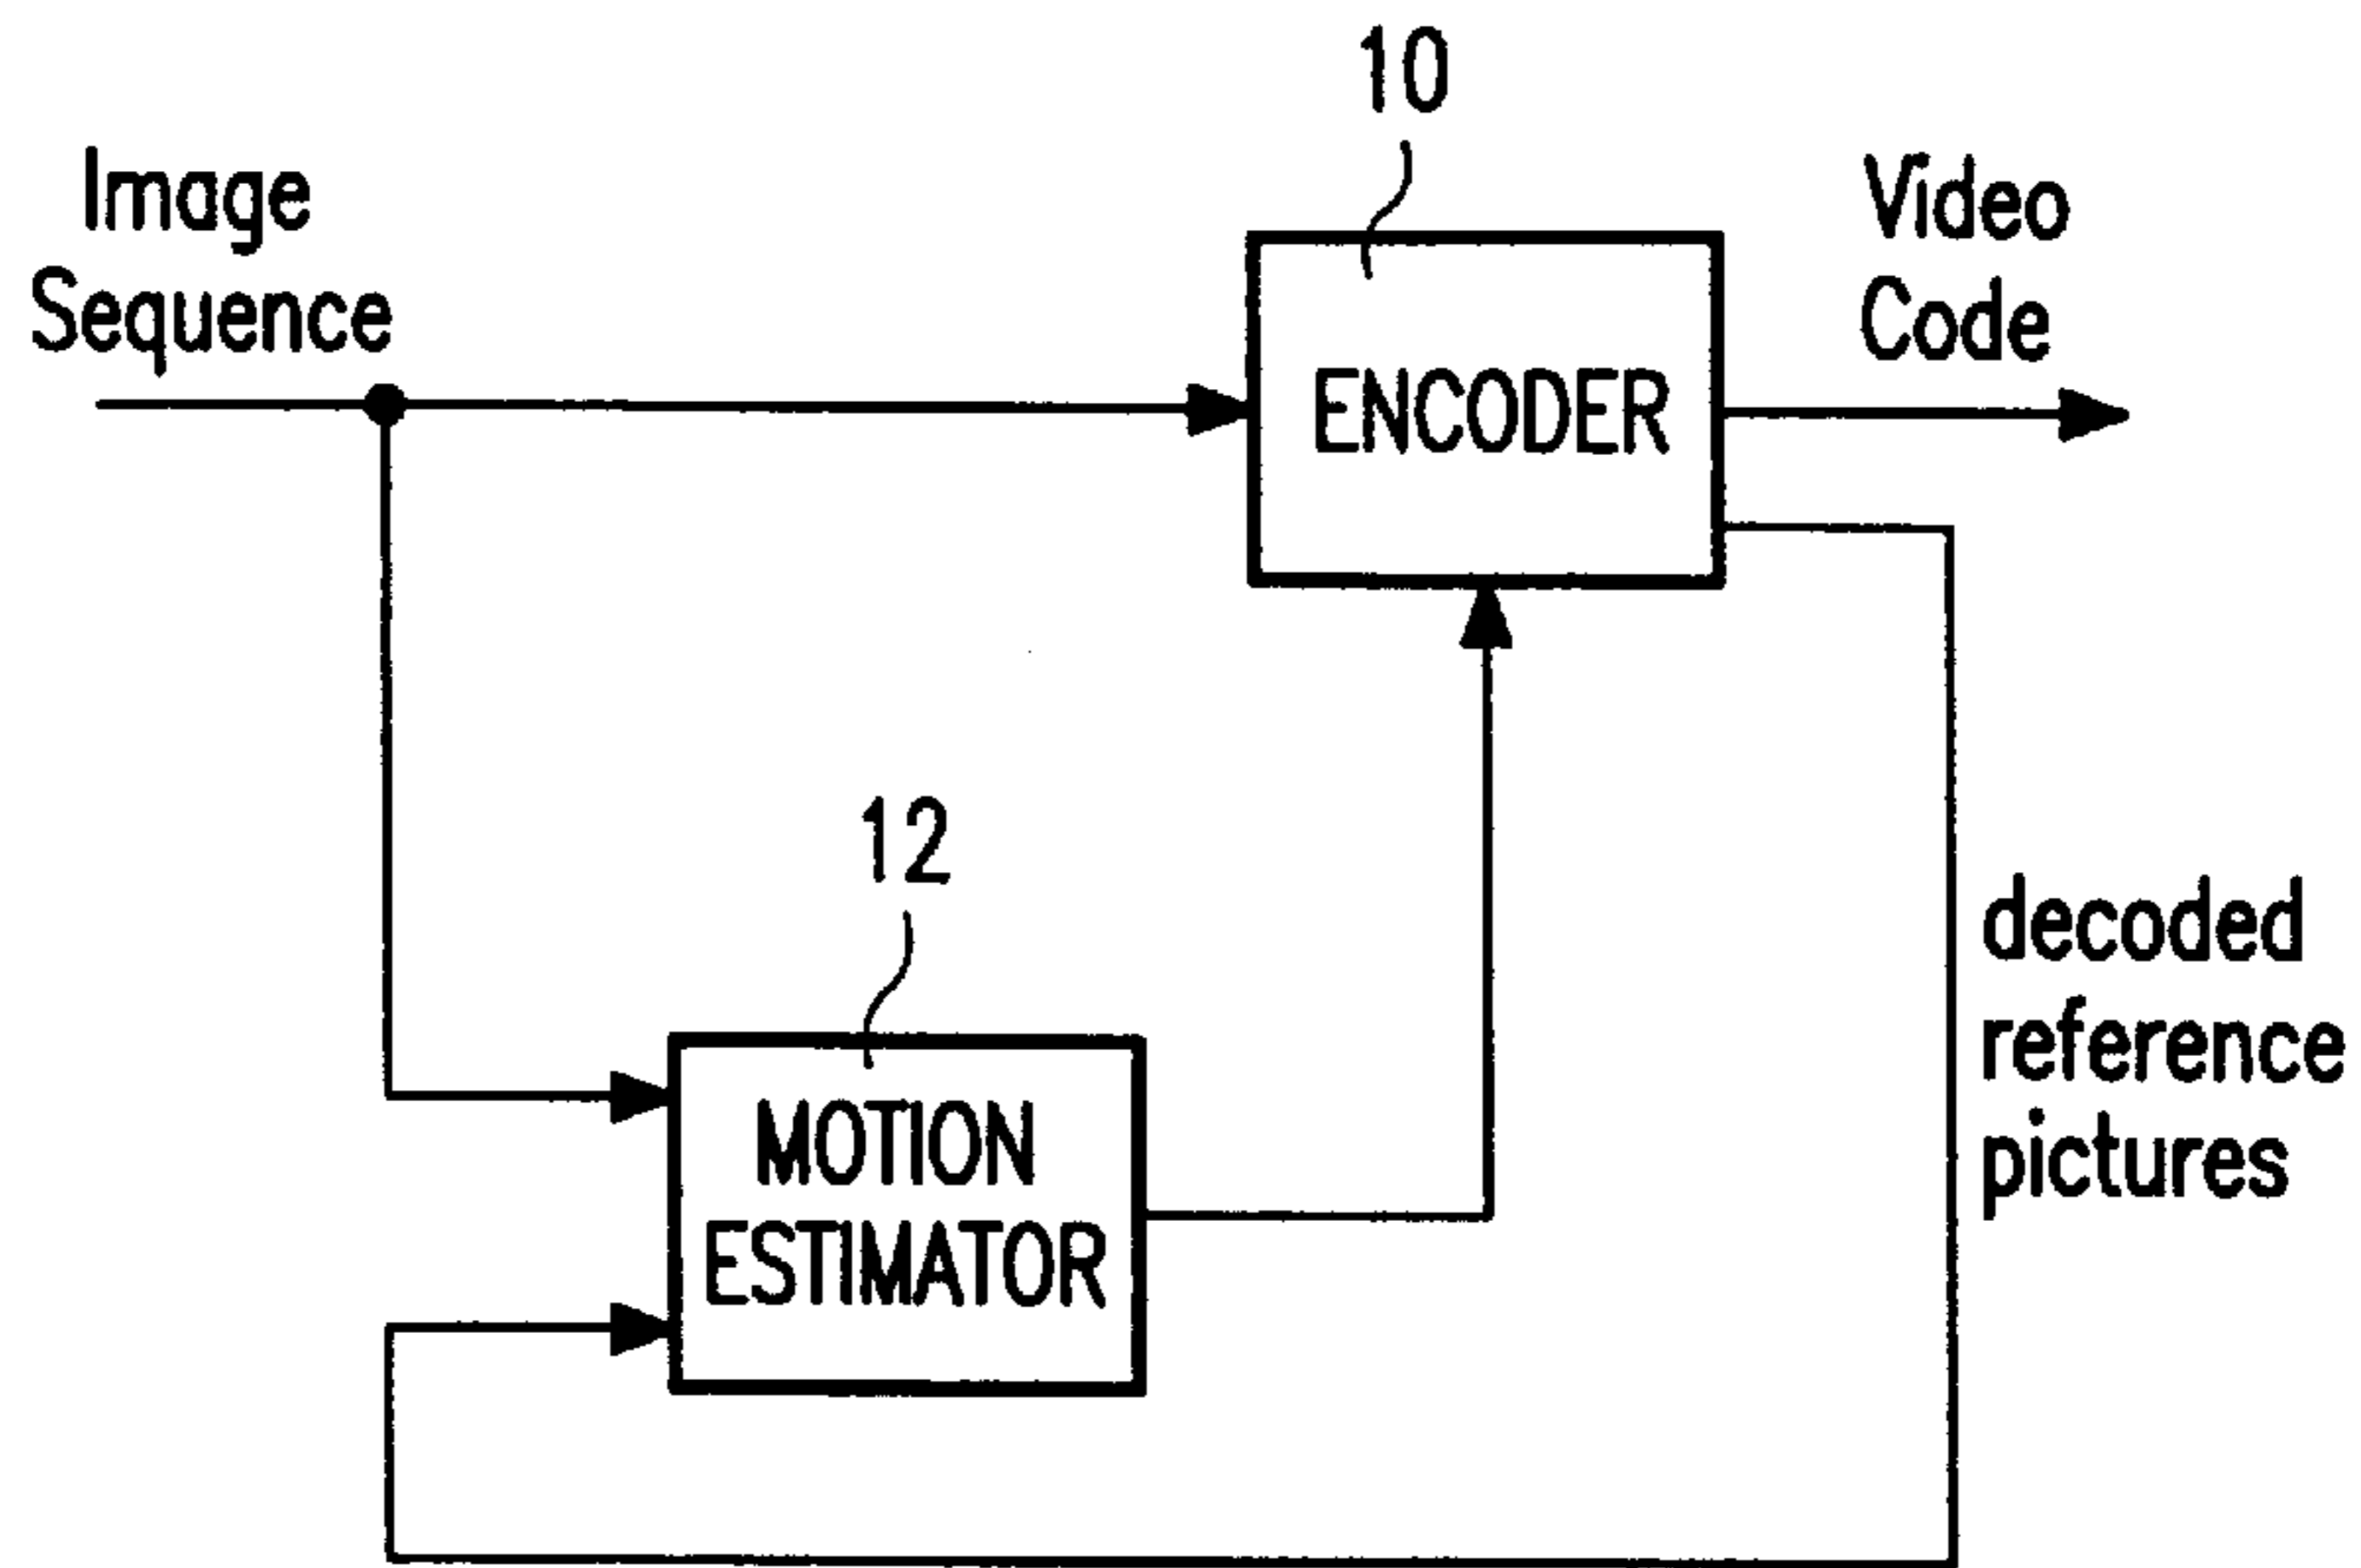 10
Image
Sequence
Video
Code
ENCODER
12
decoded
reference
pictures
MOTION
ESTIMATOR